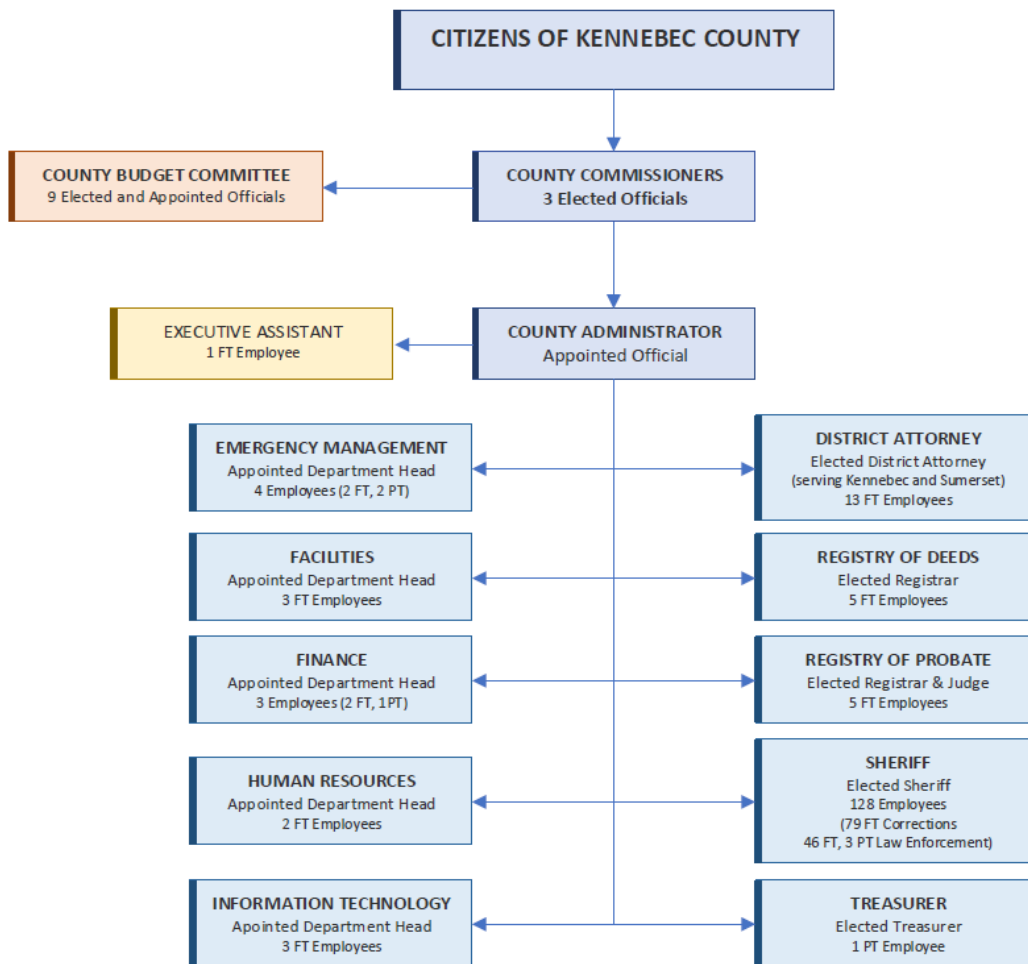 CITIZENS OF KENNEBEC COUNTY
COUNTY BUDGET COMMITTEE
9 Elected and Appointed Officials
COUNTY COMMISSIONERS
3 Elected Officials
EXECUTIVE ASSISTANT
1 FT Employee
COUNTY ADMINISTRATOR
Appointed Official
EMERGENCY MANAGEMENT
Appointed Department Head
4 Employees (2 FT, 2 PT)
DISTRICT ATTORNEY
Elected District Attorney
(serving Kennebec and Sumerset)
13 FT Employees
FACILITIES
Appointed Department Head
3 FT Employees
REGISTRY OF DEEDS
Elected Registrar
5 FT Employees
FINANCE
Appointed Department Head
3 Employees (2 FT, 1PT)
REGISTRY OF PROBATE
Elected Registrar & Judge
5 FT Employees
HUMAN RESOURCES
Appointed Department Head
2 FT Employees
SHERIFF
Elected Sheriff
128 Employees
(79 FT Corrections
46 FT, 3 PT Law Enforcement)
INFORMATION TECHNOLOGY
Apointed Department Head
3 FT Employees
TREASURER
Elected Treasurer
1 PT Employee